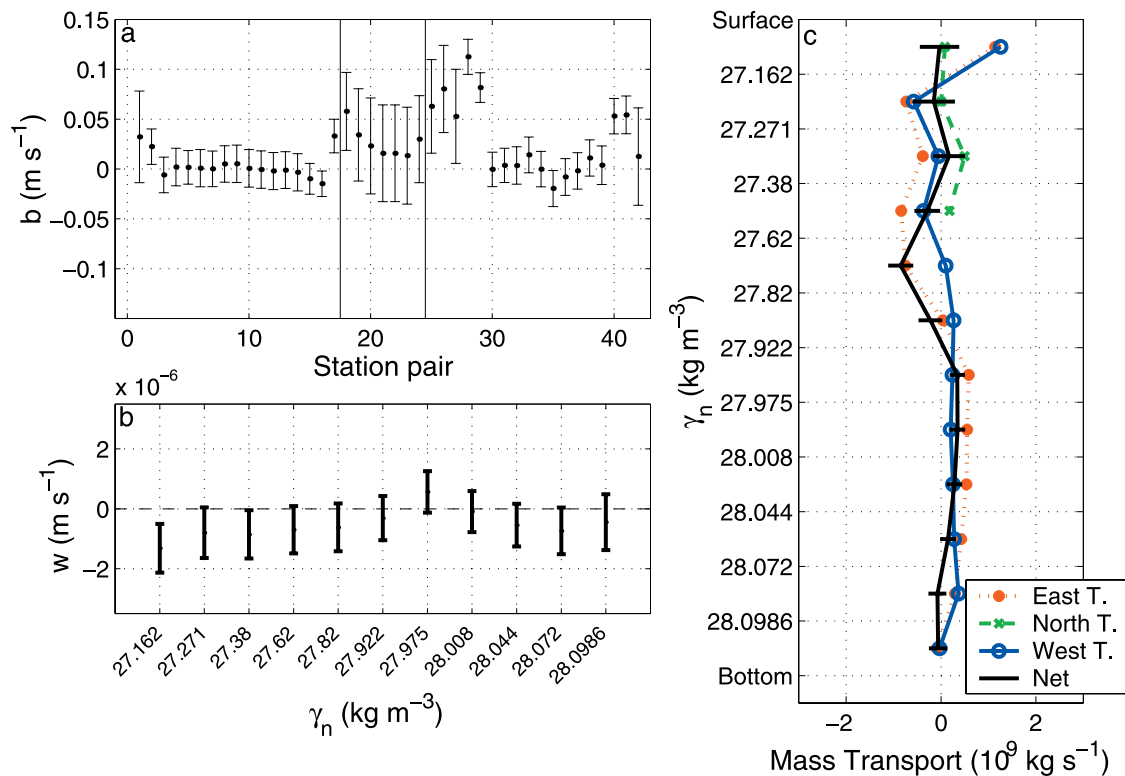 a
0.15
0.1
0.05
0
−0.05
−0.1
b (m s−1)
0
10
20
30
40
Station pair
x 10−6
b
2
0
−2
w (m s−1)
27.162
27.271
27.38
27.62
27.82
27.922
27.975
28.008
28.044
28.072
28.0986
γn (kg m−3)
c
Surface
27.162
27.271
27.38
27.62
27.82
27.922
27.975
28.008
28.044
28.072
28.0986
Bottom
γn (kg m−3)
East T.
North T.
West T.
Net
−2
0
2
Mass Transport (10⁹ kg s−1)